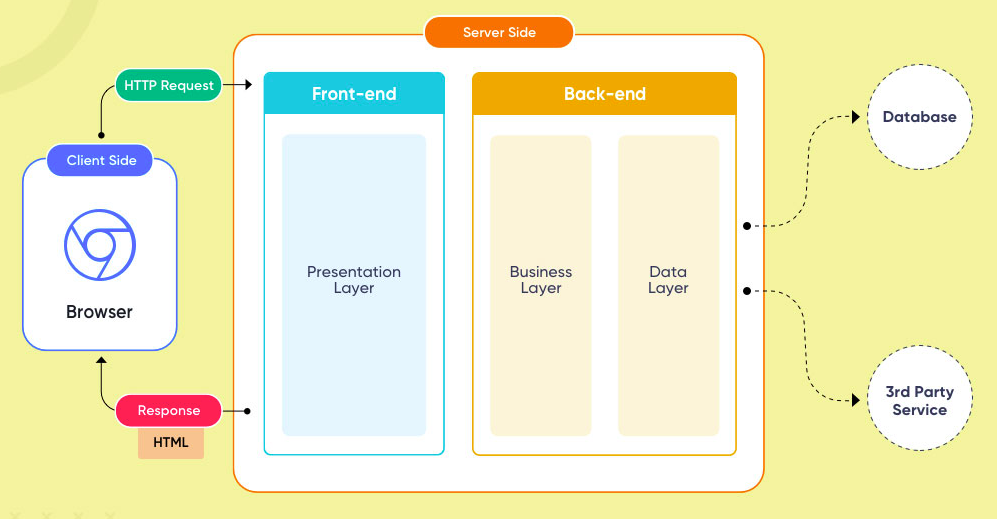 Server Side
HTTP Request
Front-end
Back-end
Database
Client Side
Browser
Presentation
Layer
Business
Layer
Data
Layer
3rd Party
Service
Response
HTML